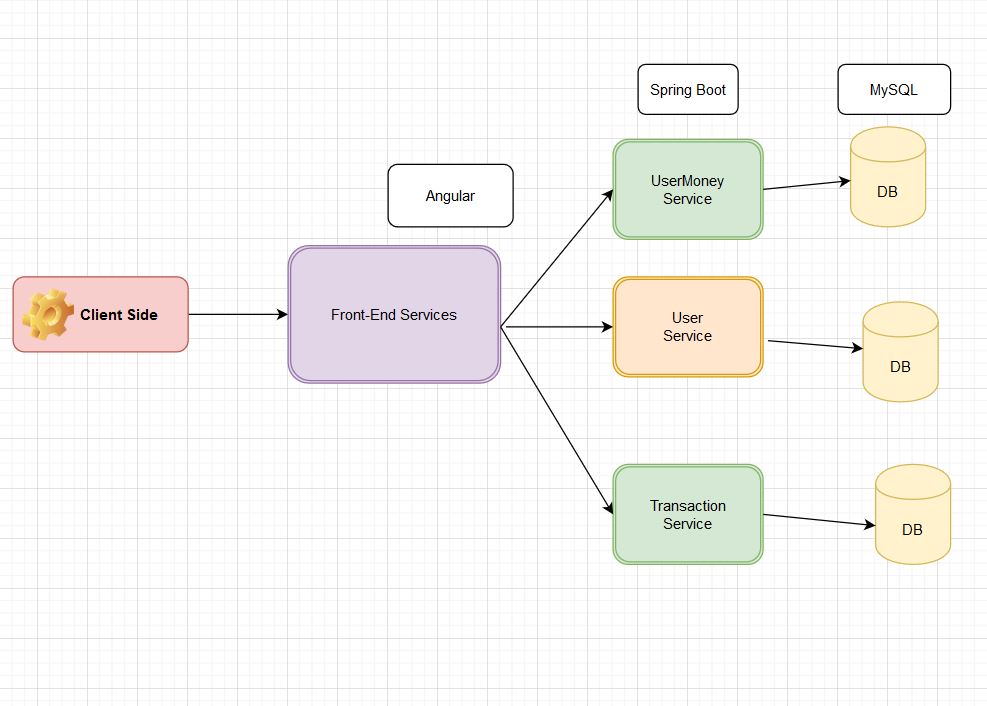 Spring Boot
MySQL
Angular
UserMoney
Service
DB
Client Side
Front-End Services
User
Service
DB
Transaction
Service
DB